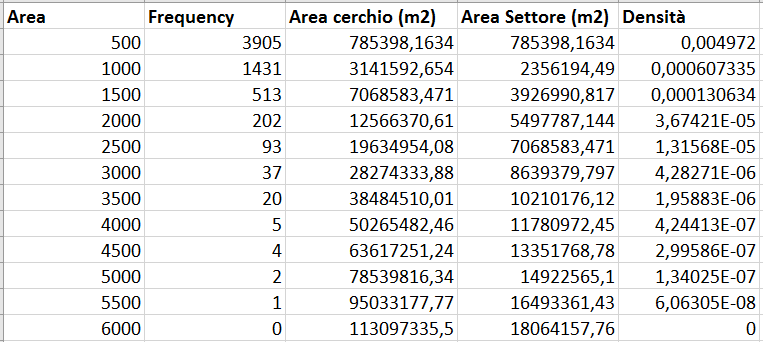 Area Frequency Area cerchio (m2) Area Settore (m2) Densità
500 3905 785398,1634 785398,1634 0,004972
1000 1431 3141592,654 2356194,49 0,000607335
1500 513 7068583,471 3926990,817 0,000130634
2000 202 12566370,61 5497787,144 3,67421E-05
2500 93 19634954,08 7068583,471 1,31568E-05
3000 37 28274333,88 8639379,797 4,28271E-06
3500 20 38484510,01 10210176,12 1,95883E-06
4000 5 50265482,46 11780972,45 4,24413E-07
4500 4 63617251,24 13351768,78 2,99586E-07
5000 2 78539816,34 14922565,1 1,34025E-07
5500 1 95033177,77 16493361,43 6,06305E-08
6000 0 113097335,5 18064157,76 0